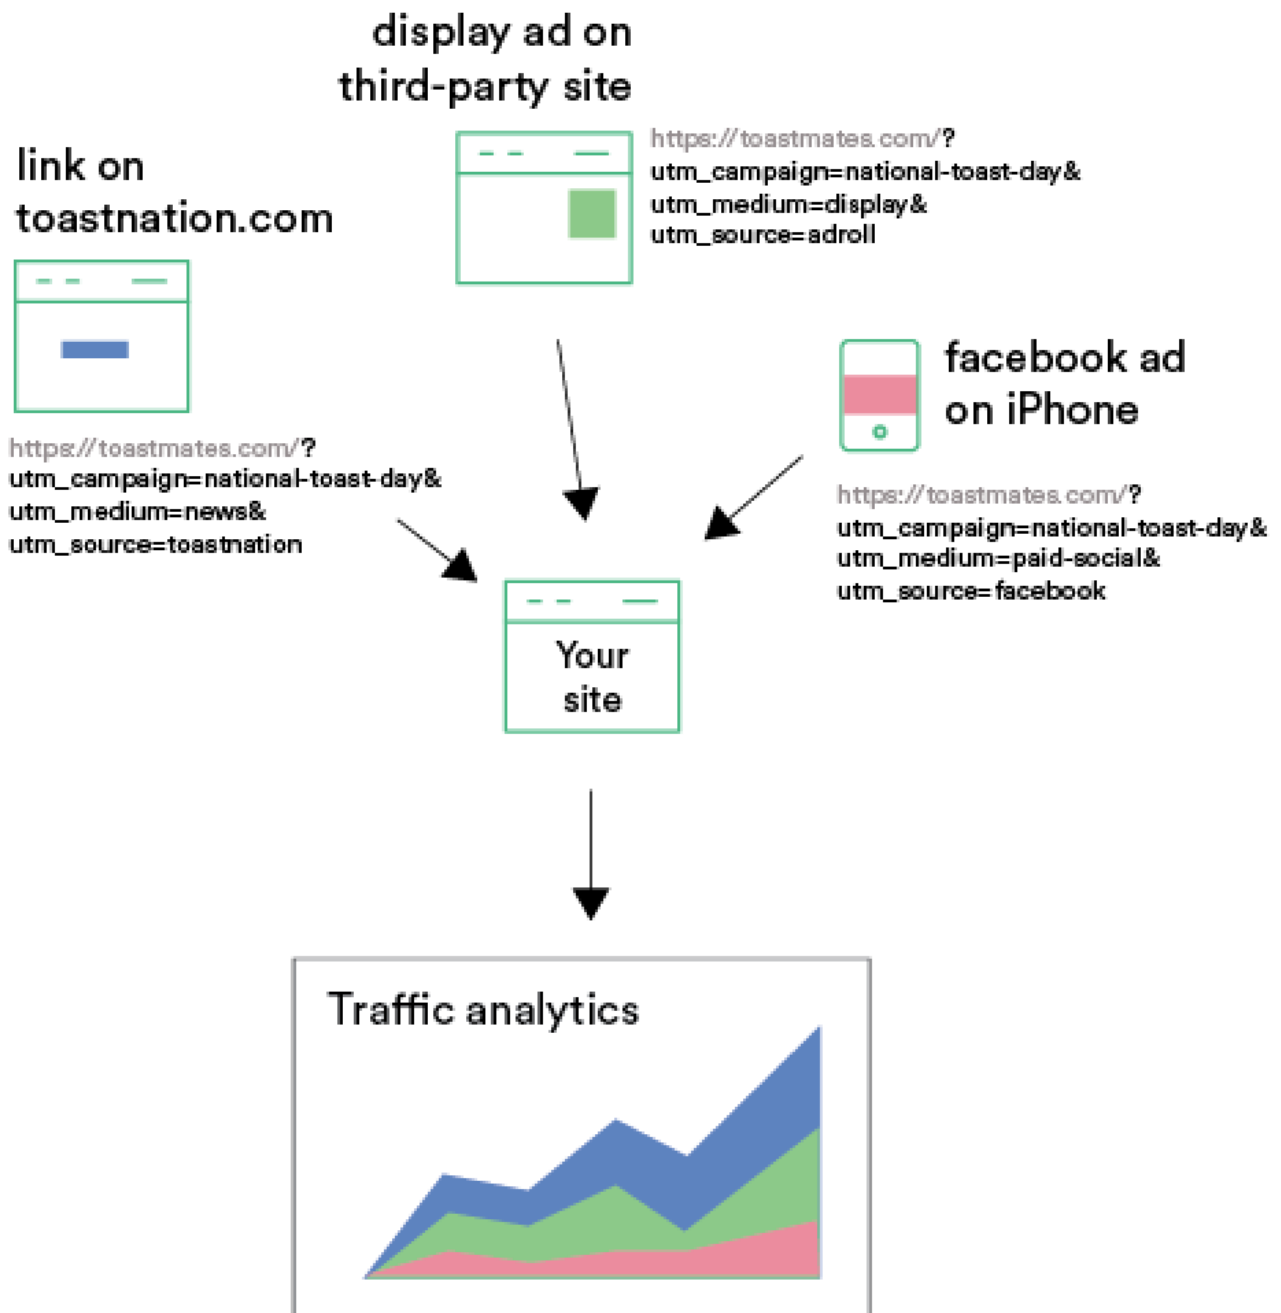 display ad on
third-party site
https://toastmates.com/?
utm_campaign=national-toast-day&
utm_medium=display&
utm_source=adroll
link on
toastnation.com
https://toastmates.com/?
utm_campaign=national-toast-day&
utm_medium=news&
utm_source=toastnation
facebook ad
on iPhone
https://toastmates.com/?
utm_campaign=national-toast-day&
utm_medium=paid-social&
utm_source=facebook
Your
site
Traffic analytics